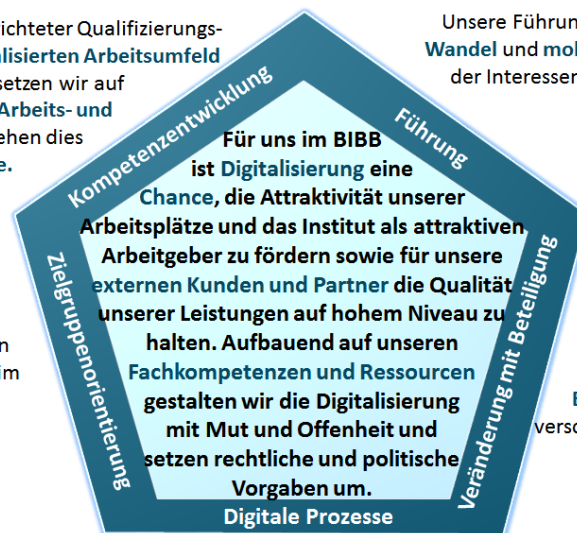 richteter Qualifizierungs-
alisierten Arbeitsumfeld
setzen wir auf
Arbeits- und
ehen dies
e.
Unsere Führun
Wandel und mob
der Interessen
Kompetenzentwicklung
Führung
Für uns im BIBB
ist Digitalisierung eine
Chance, die Attraktivität unserer
Arbeitsplätze und das Institut als attraktiven
Arbeitgeber zu fördern sowie für unsere
externen Kunden und Partner die Qualität
unserer Leistungen auf hohem Niveau zu
halten. Aufbauend auf unseren
Fachkompetenzen und Ressourcen
gestalten wir die Digitalisierung
mit Mut und Offenheit und
setzen rechtliche und politische
Vorgaben um.
Zielgruppenorientierung
Veränderung mit Beteiligung
Digitale Prozesse
n
im
versc